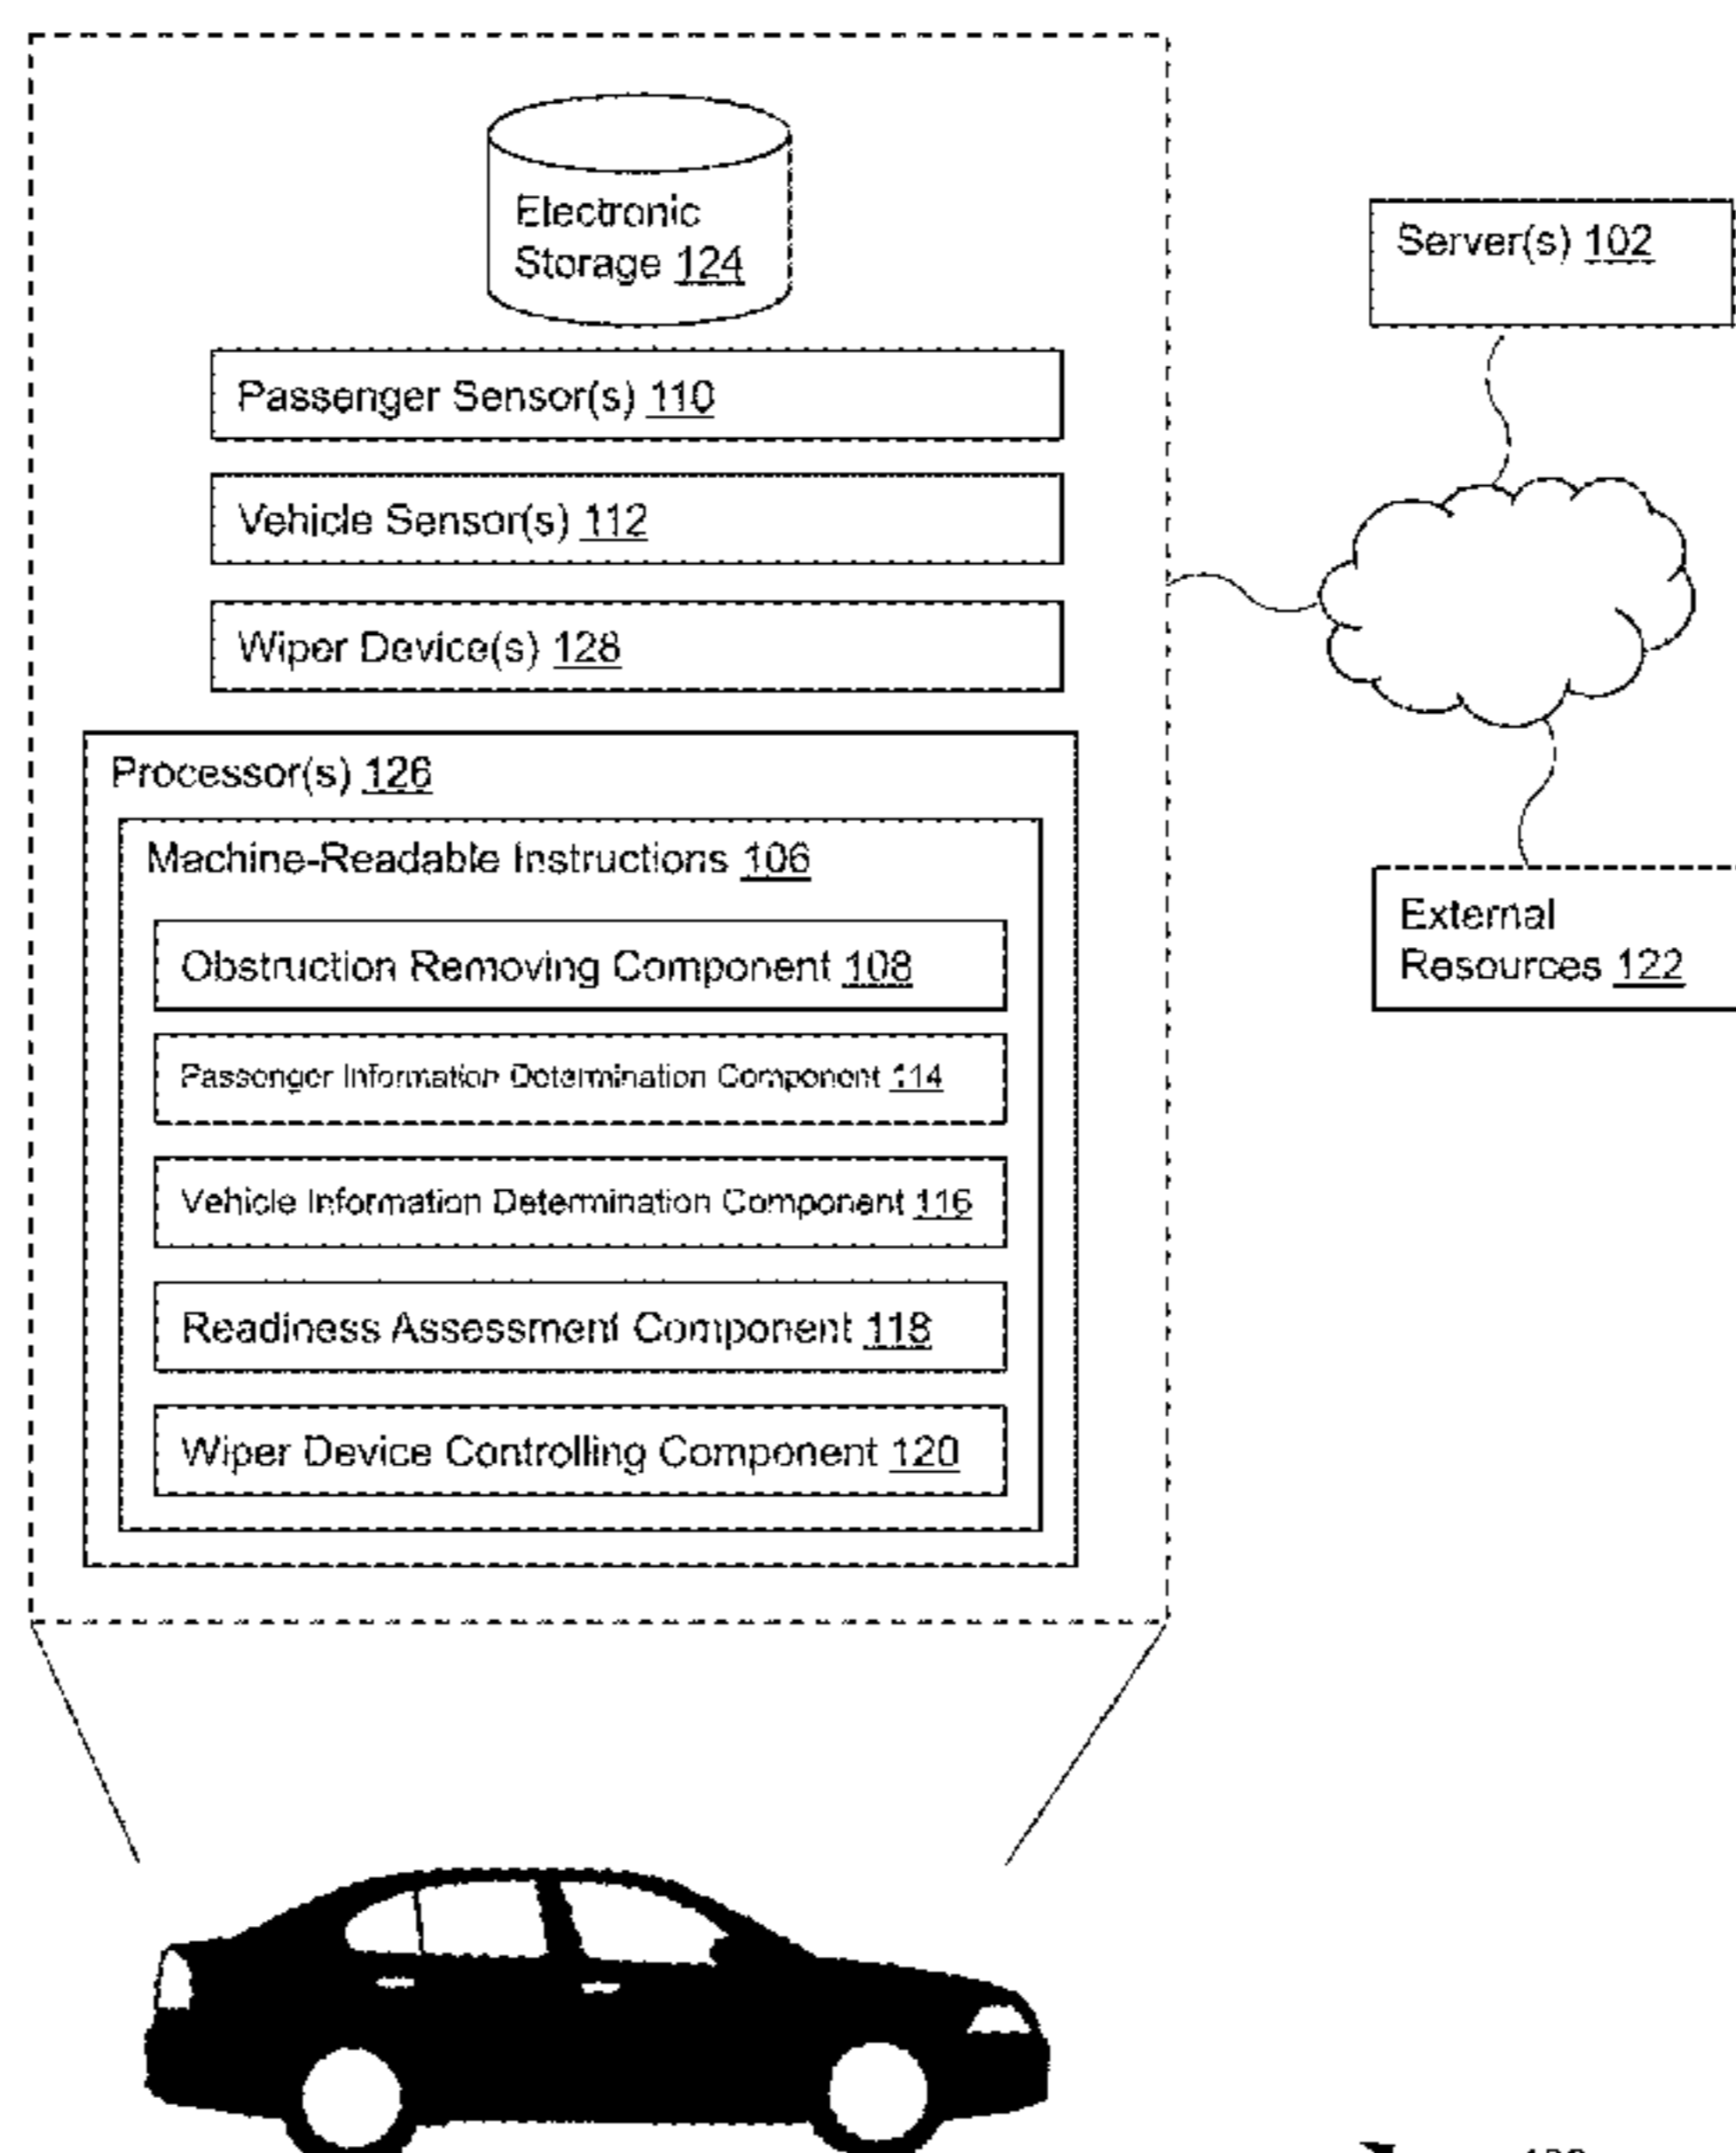 Electronic
Storage 124
Passenger Sensor(s) 110
Vehicle Sensor(s) 112
Wiper Device(s) 128
Processor(s) 126
Machine-Readable Instructions 106
Obstruction Removing Component 108
Passenger Information Determination Component 114
Vehicle Information Determination Component 116
Readiness Assessment Component 118
Wiper Device Controlling Component 120
Server(s) 102
External
Resources 122